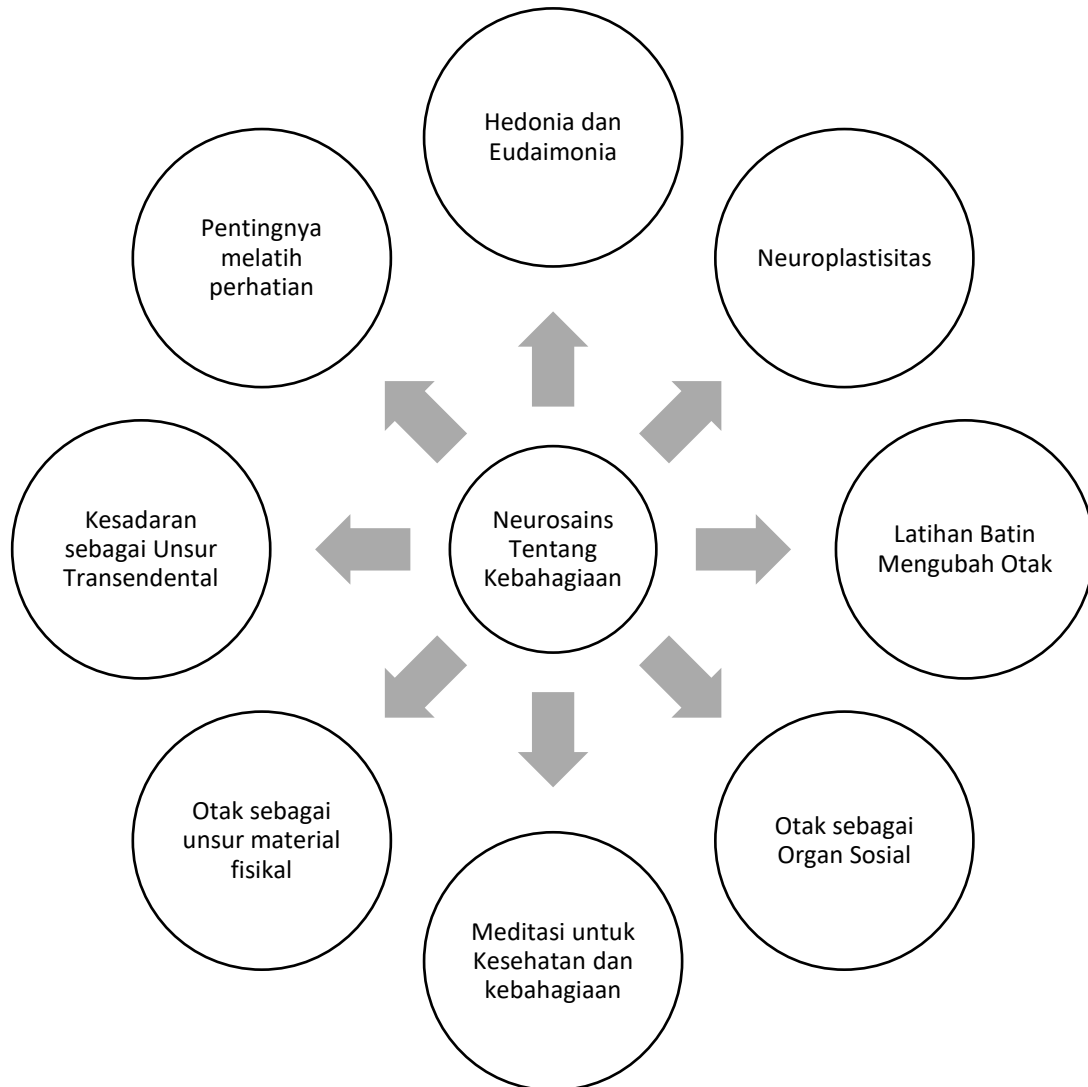 Hedonia dan
Eudaimonia
Neuroplastisitas
Latihan Batin
Mengubah Otak
Otak sebagai
Organ Sosial
Meditasi untuk
Kesehatan dan
kebahagiaan
Otak sebagai
unsur material
fisikal
Kesadaran
sebagai Unsur
Transendental
Pentingnya
melatih
perhatian
Neurosains
Tentang
Kebahagiaan